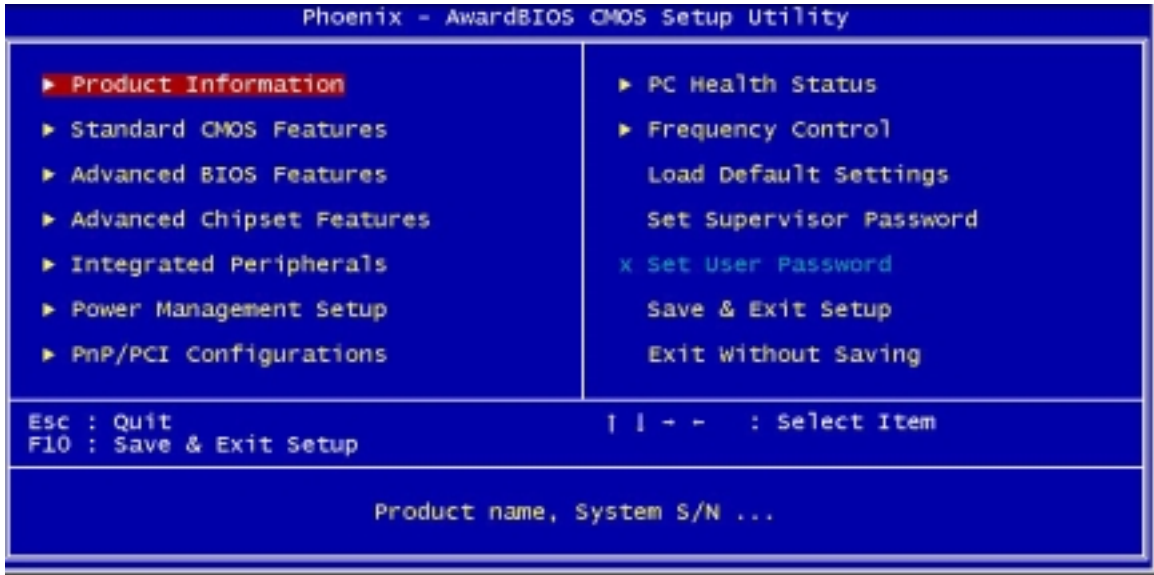 Phoenix - AwardBIOS CMOS Setup Utility
▶ Product Information
▶ Standard CMOS Features
▶ Advanced BIOS Features
▶ Advanced Chipset Features
▶ Integrated Peripherals
▶ Power Management Setup
▶ PnP/PCI Configurations
▶ PC Health Status
▶ Frequency Control
Load Default Settings
Set Supervisor Password
x Set User Password
Save & Exit Setup
Exit Without Saving
Esc : Quit
F10 : Save & Exit Setup
↑ ↓ → ← : Select Item
Product name, System S/N ...